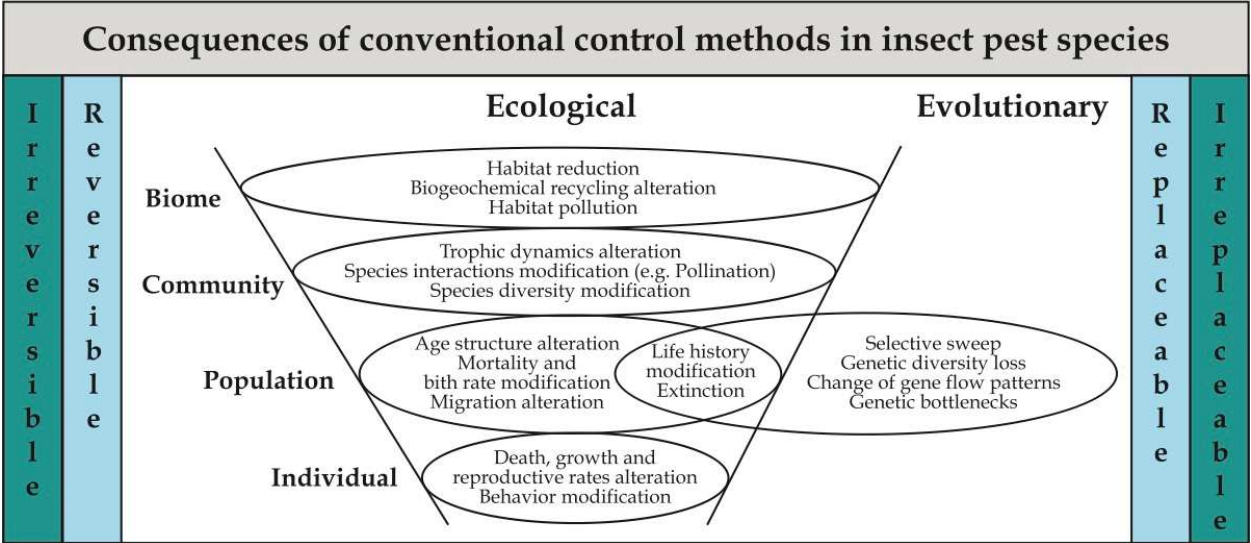 Consequences of conventional control methods in insect pest species
Irreversible
Reversible
Ecological
Evolutionary
Biome
Habitat reduction
Biogeochemical recycling alteration
Habitat pollution
Community
Trophic dynamics alteration
Species interactions modification (e.g. Pollination)
Species diversity modification
Population
Age structure alteration
Mortality and
bith rate modification
Migration alteration
Life history
modification
Extinction
Selective sweep
Genetic diversity loss
Change of gene flow patterns
Genetic bottlenecks
Individual
Death, growth and
reproductive rates alteration
Behavior modification
Replaceable
Irreplaceable